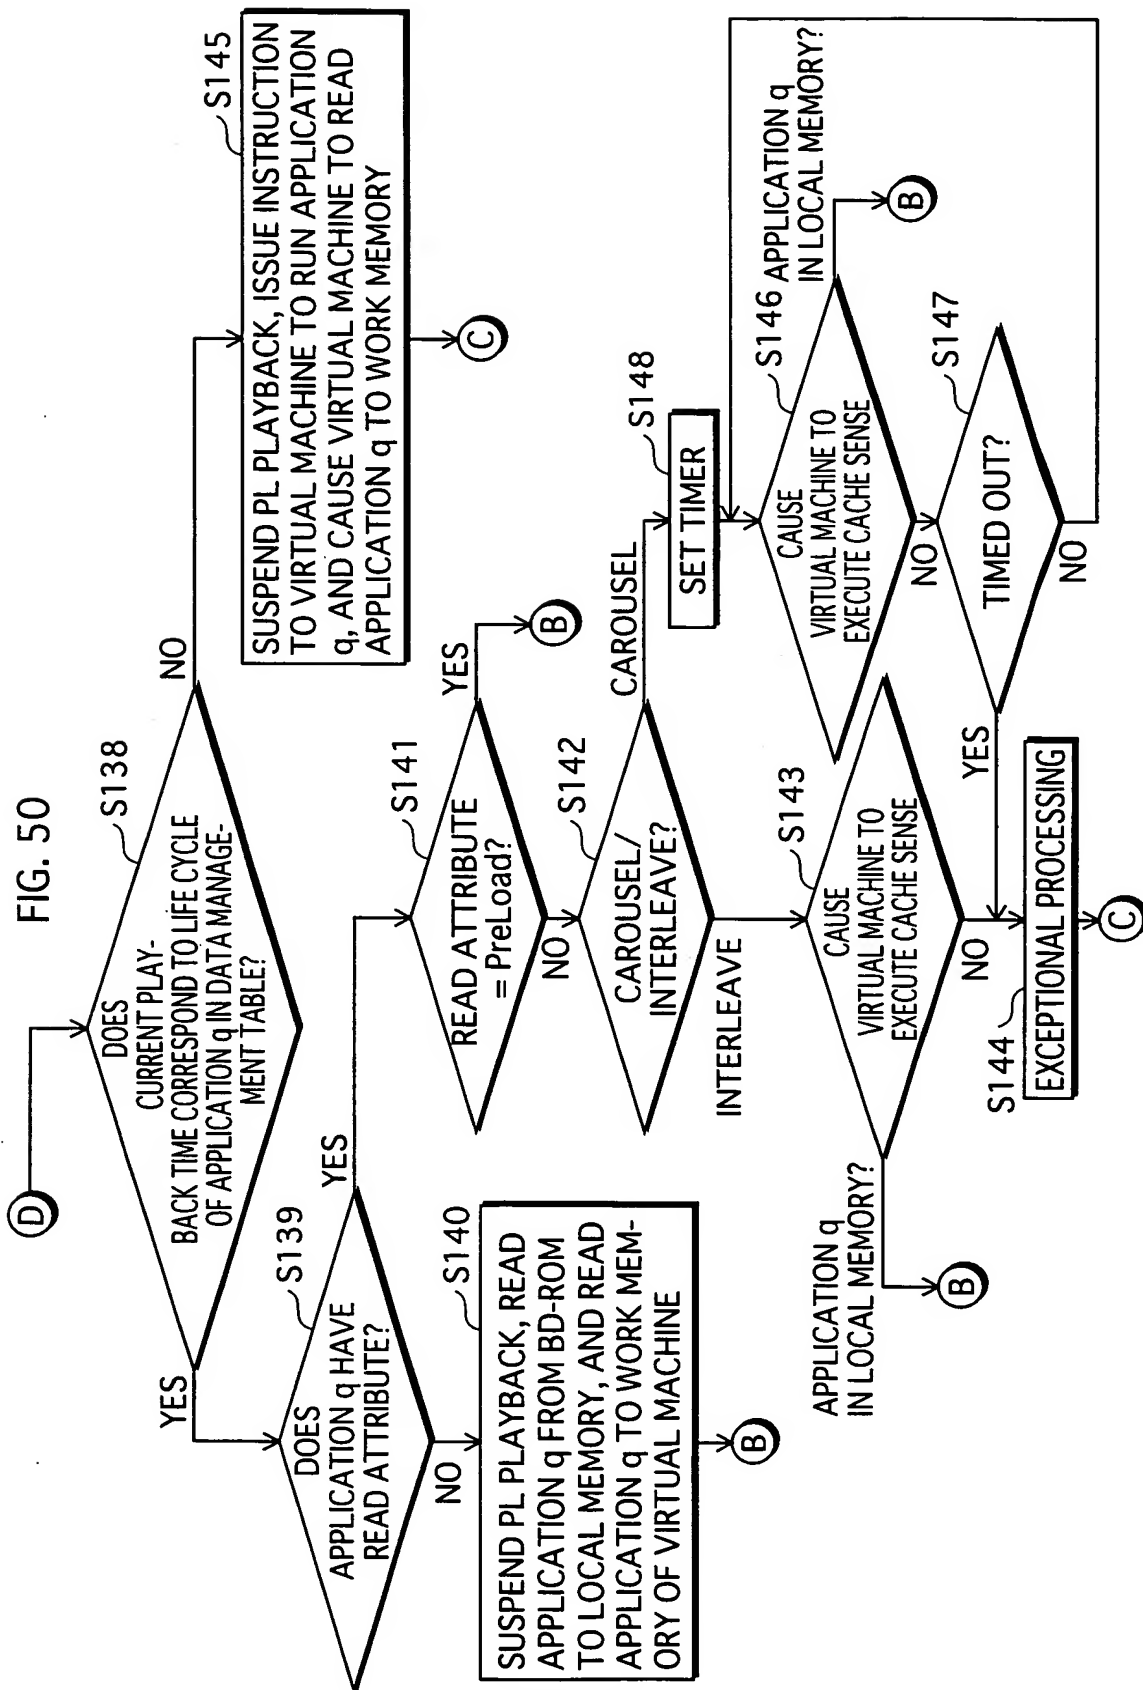 FIG. 50
D
S138
DOES
CURRENT PLAY-
BACK TIME CORRESPOND TO LIFE CYCLE
OF APPLICATION q IN DATA MANAGE-
MENT TABLE?
YES
NO
S145
SUSPEND PL PLAYBACK, ISSUE INSTRUCTION
TO VIRTUAL MACHINE TO RUN APPLICATION
q, AND CAUSE VIRTUAL MACHINE TO READ
APPLICATION q TO WORK MEMORY
C
S139
DOES
APPLICATION q HAVE
READ ATTRIBUTE?
YES
NO
S140
SUSPEND PL PLAYBACK, READ
APPLICATION q FROM BD-ROM
TO LOCAL MEMORY, AND READ
APPLICATION q TO WORK MEM-
ORY OF VIRTUAL MACHINE
B
S141
READ ATTRIBUTE
= PreLoad?
YES
B
NO
S142
CAROUSEL/
INTERLEAVE?
CAROUSEL
INTERLEAVE
S148
SET TIMER
S146
CAUSE
VIRTUAL MACHINE TO
EXECUTE CACHE SENSE
APPLICATION q
IN LOCAL MEMORY?
B
NO
S147
TIMED OUT?
YES
NO
S143
CAUSE
VIRTUAL MACHINE TO
EXECUTE CACHE SENSE
APPLICATION q
IN LOCAL MEMORY?
B
NO
S144
EXCEPTIONAL PROCESSING
C